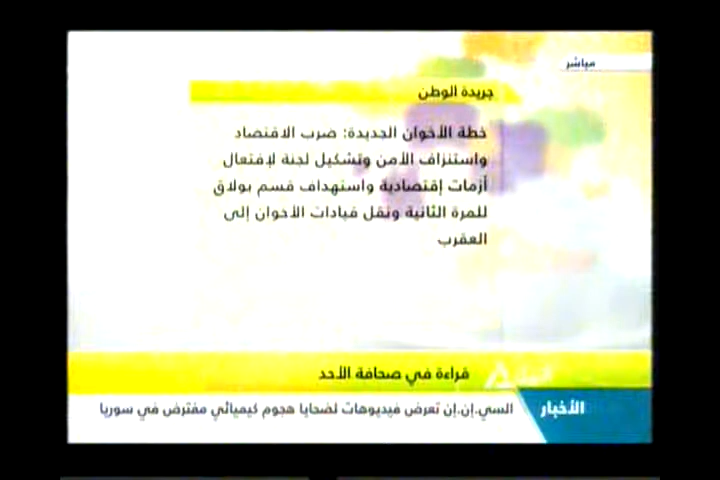 مباشر
جريدة الوطن
خطة الأخوان الجديدة: ضرب الاقتصاد
واستنزاف الأمن وتشكيل لجنة لإفتعال
أزمات إقتصادية واستهداف قسم بولاق
للمرة الثانية ونقل قيادات الأخوان إلى
العقرب
قراءة في صحافة الأحد
الأخبار
السي.إن.إن تعرض فيديوهات لضحايا هجوم كيميائي مفترض في سوريا